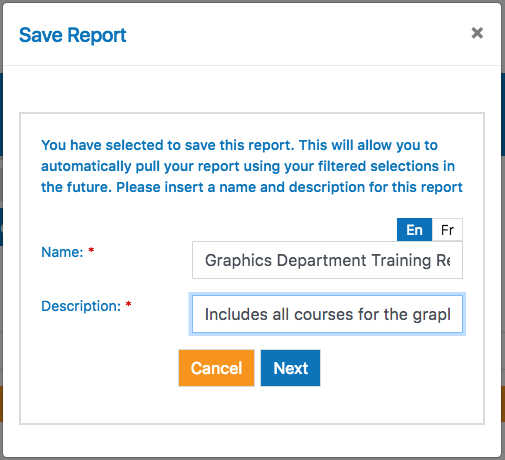 Save Report
×
You have selected to save this report. This will allow you to
automatically pull your report using your filtered selections in
the future. Please insert a name and description for this report
En Fr
Name: * Graphics Department Training
Description: * Includes all courses for the
Cancel Next